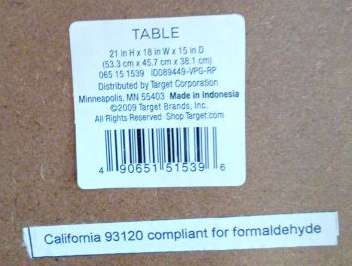 TABLE
21 in H x 18 in W x 15 in D
(53.3 cm x 45.7 cm x 38.1 cm)
065 15 1539 ID089449-VPG-RP
Distributed by Target Corporation
Minneapolis, MN 55403 Made in Indonesia
©2009 Target Brands, Inc.
All Rights Reserved Shop Target.com
4 90651 51539 6
California 93120 compliant for formaldehyde